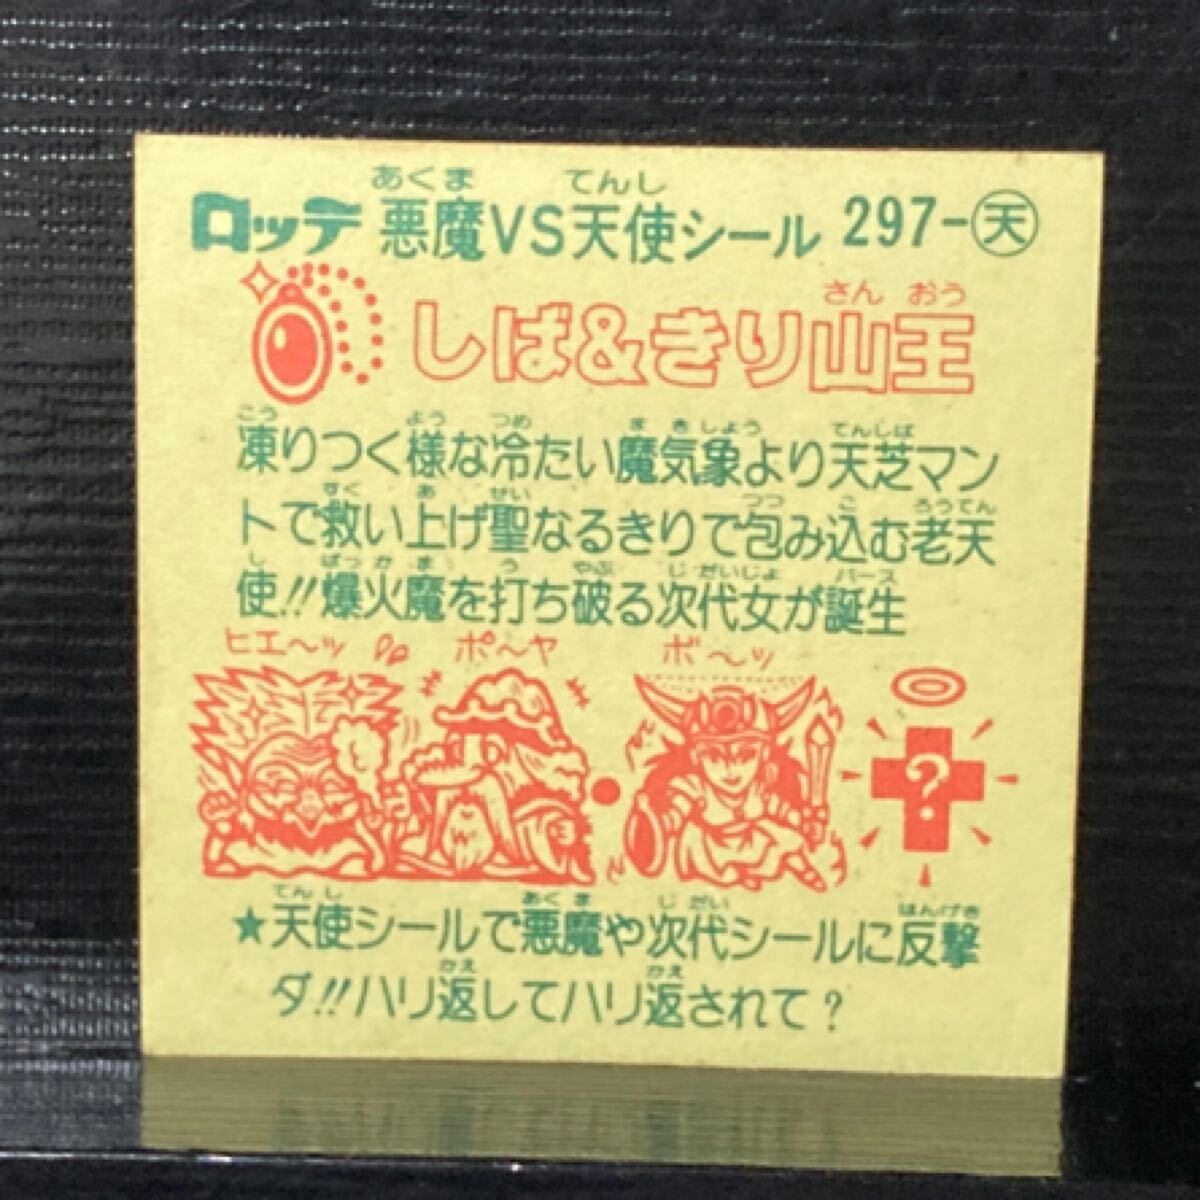 ロッテ 悪魔VS天使シール 297-天
あくま てんし
しば&きり山王
さんおう
凍りつく様な冷たい魔気象より天芝マン
こう よう つめ まきしょう てんしば
トで救い上げ聖なるきりで包み込む老天
すく あ せい つつ こ ろうてん
使!!爆火魔を打ち破る次代女が誕生
し ばっかま う やぶ じだいじょ バース
ヒエ〜ッ ポ〜ヤ ボ〜ッ
?
★天使シールで悪魔や次代シールに反撃
てんし あくま じだい はんげき
ダ!!ハリ返してハリ返されて?
かえ かえ